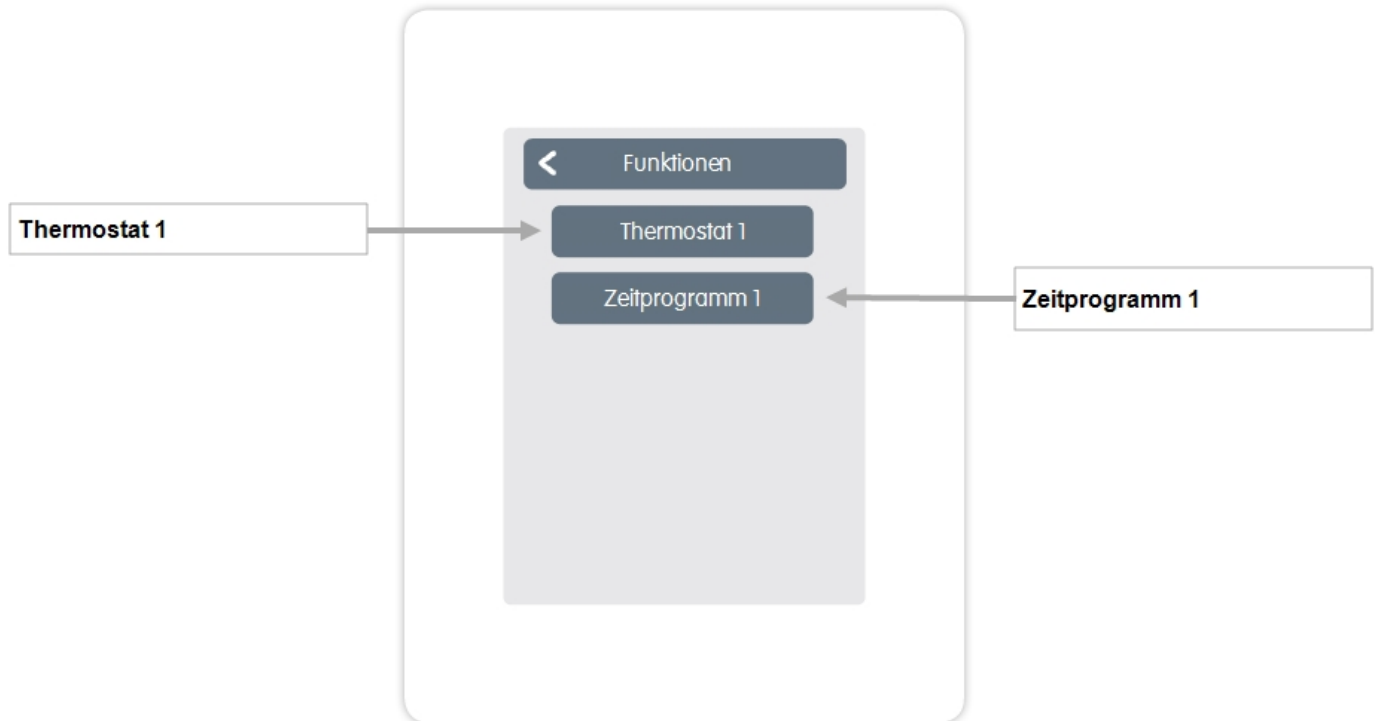 Funktionen
Thermostat 1
Thermostat 1
Zeitprogramm 1
Zeitprogramm 1